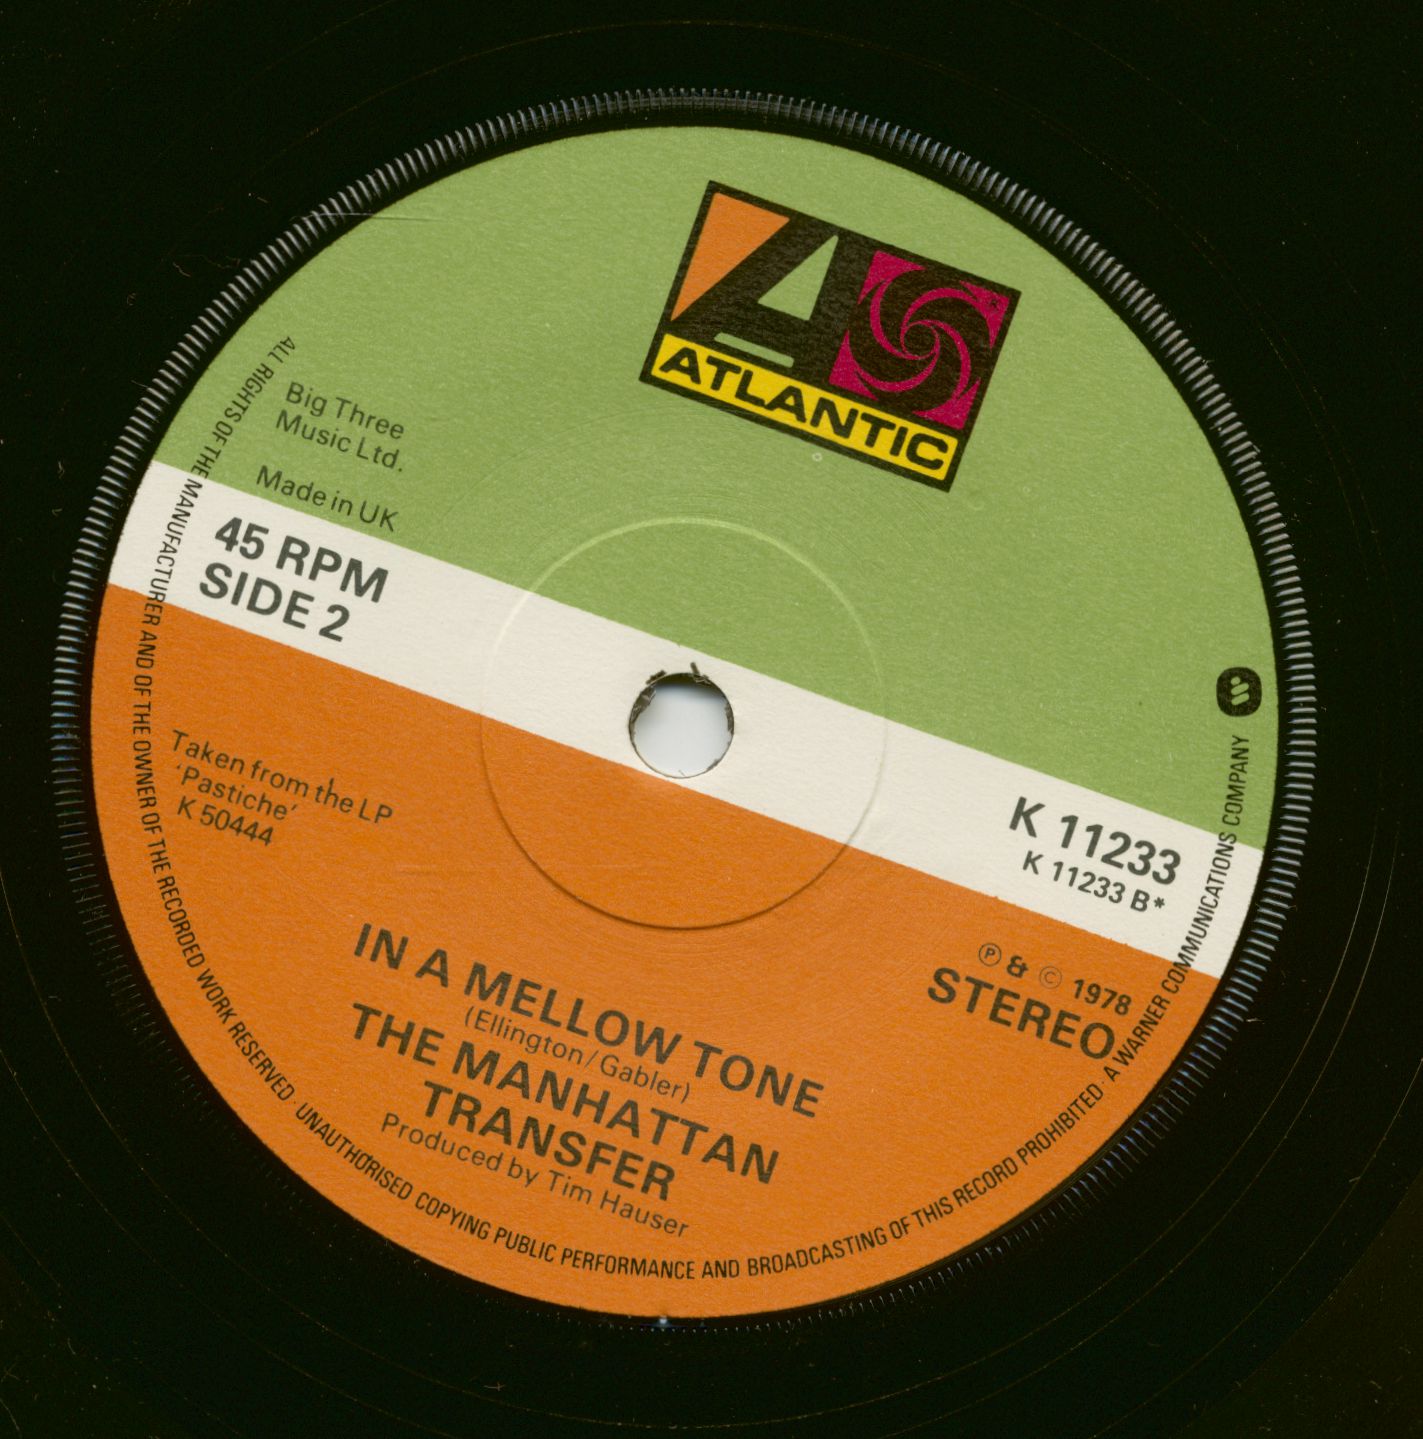 ATLANTIC
Big Three
Music Ltd.
Made in UK
45 RPM
SIDE 2
K 11233
K 11233 B*
Taken from the LP
'Pastiche'
K 50444
Ⓟ & © 1978
STEREO
IN A MELLOW TONE
(Ellington/Gabler)
THE MANHATTAN
TRANSFER
Produced by Tim Hauser
ALL RIGHTS OF THE MANUFACTURER AND OF THE OWNER OF THE RECORDED WORK RESERVED · UNAUTHORISED COPYING PUBLIC PERFORMANCE AND BROADCASTING OF THIS RECORD PROHIBITED · A WARNER COMMUNICATIONS COMPANY